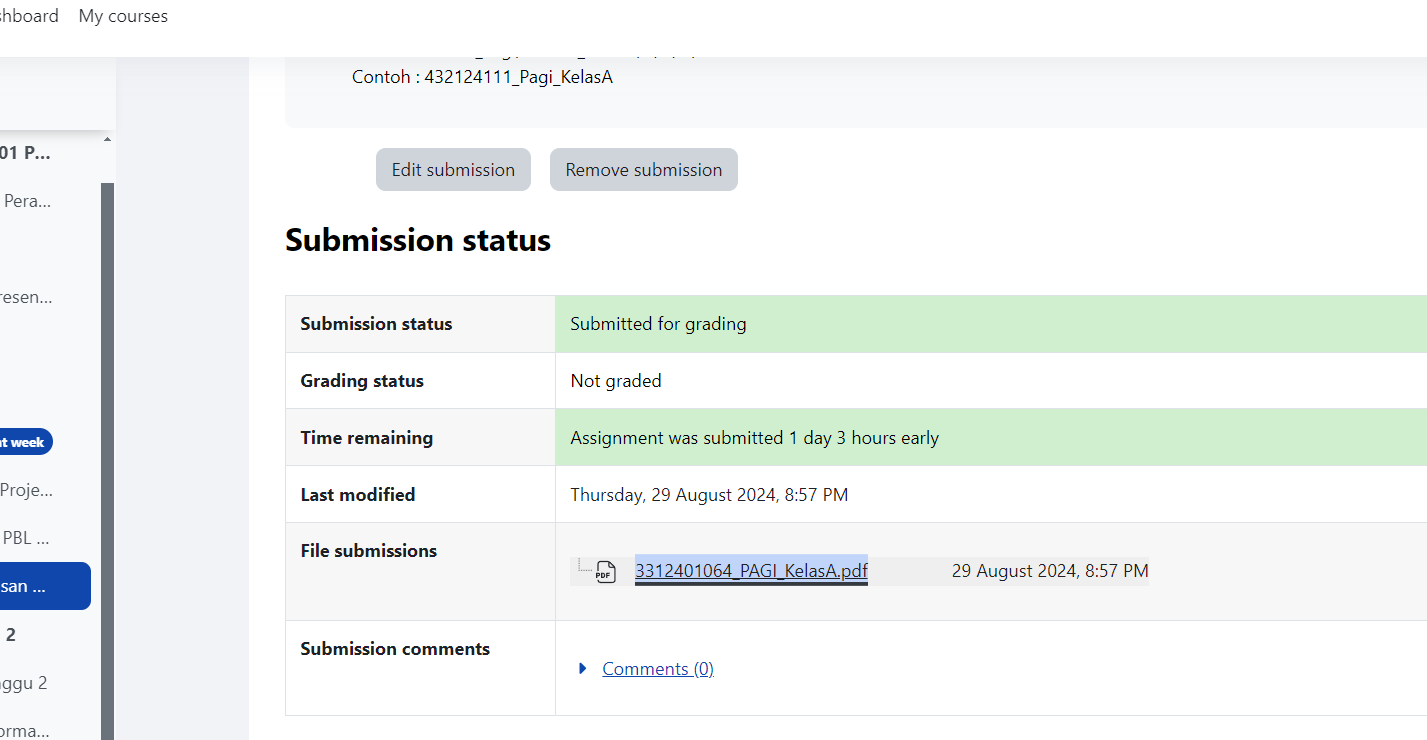 shboard My courses
Contoh : 432124111_Pagi_KelasA
01 P...
Edit submission Remove submission
Pera...
Submission status
resen...
Submission status Submitted for grading
Grading status Not graded
Time remaining Assignment was submitted 1 day 3 hours early
nt week
Last modified Thursday, 29 August 2024, 8:57 PM
Proje...
PBL ...
File submissions
PDF 3312401064_PAGI_KelasA.pdf 29 August 2024, 8:57 PM
san ...
2
Submission comments
Comments (0)
ggu 2
orma...